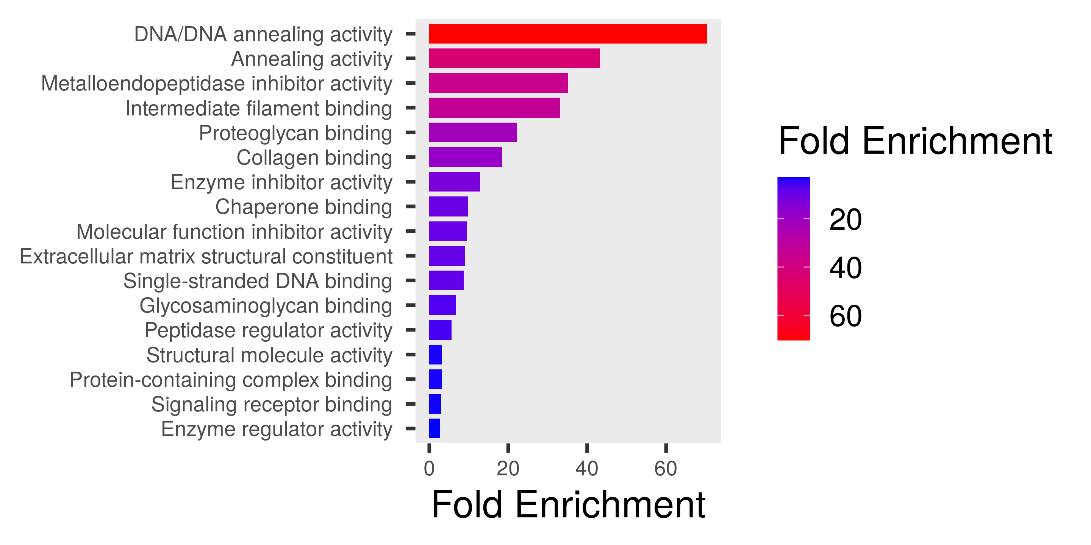 DNA/DNA annealing activity
Annealing activity
Metalloendopeptidase inhibitor activity
Intermediate filament binding
Proteoglycan binding
Collagen binding
Enzyme inhibitor activity
Chaperone binding
Molecular function inhibitor activity
Extracellular matrix structural constituent
Single-stranded DNA binding
Glycosaminoglycan binding
Peptidase regulator activity
Structural molecule activity
Protein-containing complex binding
Signaling receptor binding
Enzyme regulator activity
0 20 40 60
Fold Enrichment
Fold Enrichment
20
40
60